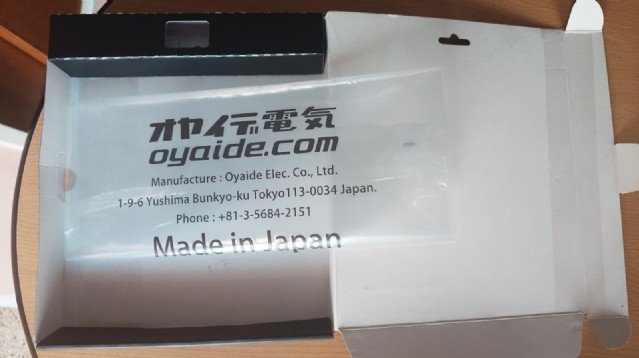 オヤイデ電気
oyaide.com
Manufacture : Oyaide Elec. Co., Ltd.
1-9-6 Yushima Bunkyo-ku Tokyo113-0034 Japan.
Phone : +81-3-5684-2151
Made in Japan